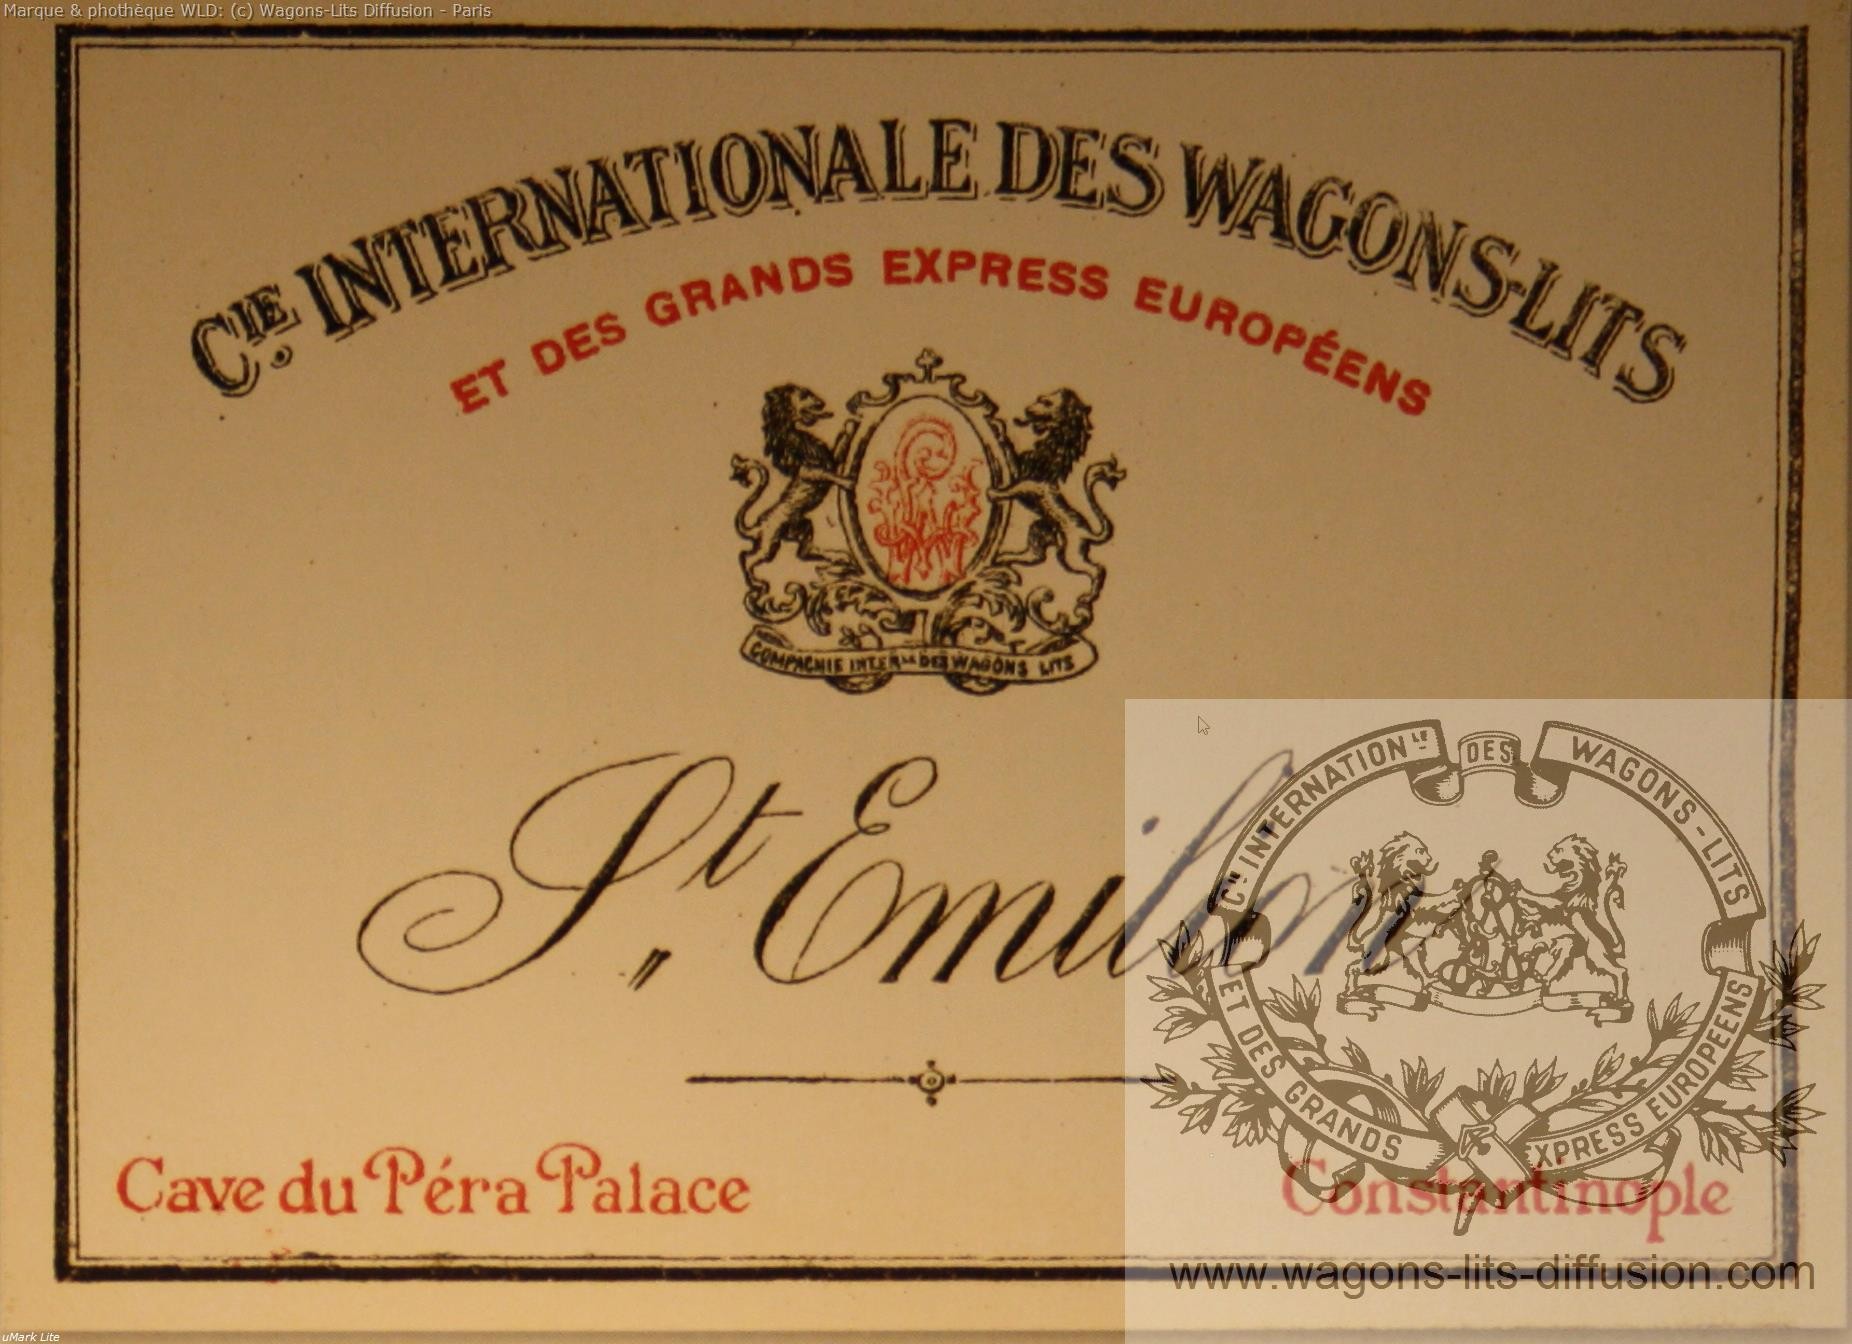 Marque & phothèque WLD: (c) Wagons-Lits Diffusion - Paris
CIE. INTERNATIONALE DES WAGONS-LITS
ET DES GRANDS EXPRESS EUROPÉENS
COMPAGNIE INTERLE DES WAGONS LITS
St Emilion
Cave du Péra Palace
Constantinople
CIE INTERNATIONLE DES WAGONS-LITS
ET DES GRANDS EXPRESS EUROPÉENS
www.wagons-lits-diffusion.com
uMark Lite